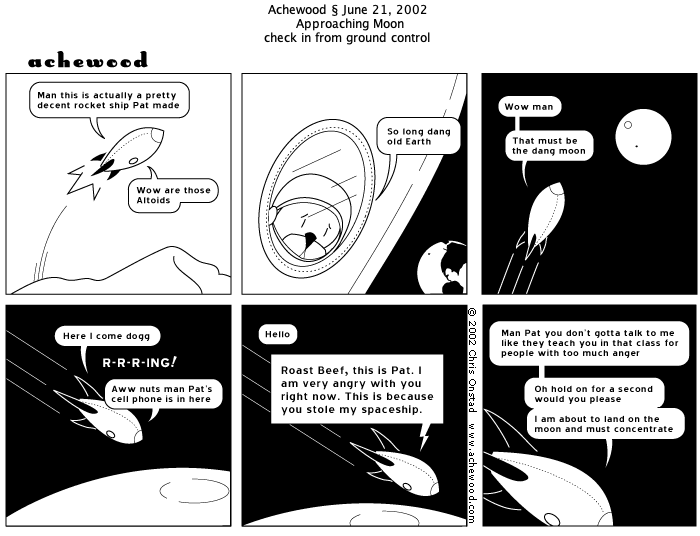 Achewood § June 21, 2002
Approaching Moon
check in from ground control
achewood
Man this is actually a pretty
decent rocket ship Pat made
Wow are those
Altoids
So long dang
old Earth
Wow man
That must be
the dang moon
Here I come dogg
R-R-R-ING!
Aww nuts man Pat's
cell phone is in here
Hello
Roast Beef, this is Pat. I
am very angry with you
right now. This is because
you stole my spaceship.
© 2002 Chris Onstad www.achewood.com
Man Pat you don't gotta talk to me
like they teach you in that class for
people with too much anger
Oh hold on for a second
would you please
I am about to land on the
moon and must concentrate